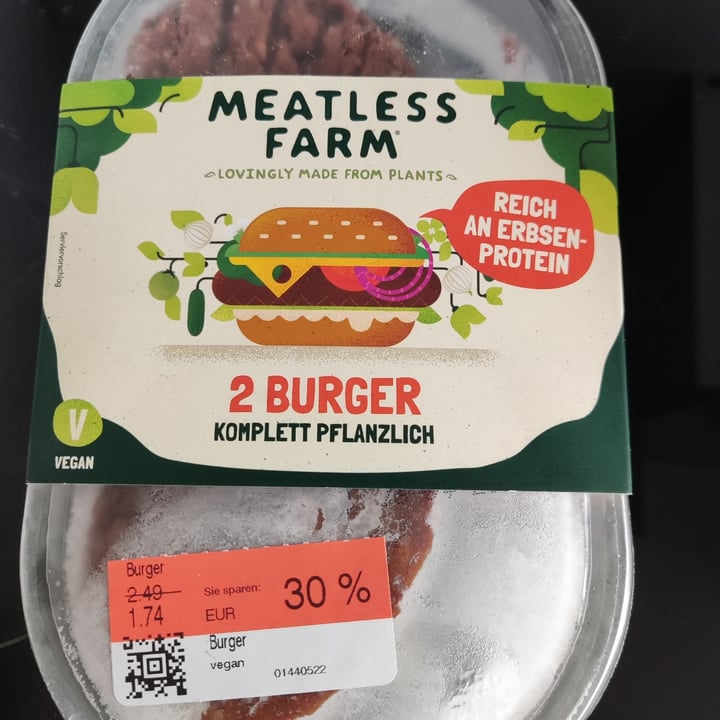 MEATLESS
FARM®
LOVINGLY MADE FROM PLANTS
REICH
AN ERBSEN-
PROTEIN
Serviervorschlag
2 BURGER
KOMPLETT PFLANZLICH
V
VEGAN
Burger
2.49 Sie sparen: 30 %
1.74 EUR
Burger
vegan 01440522